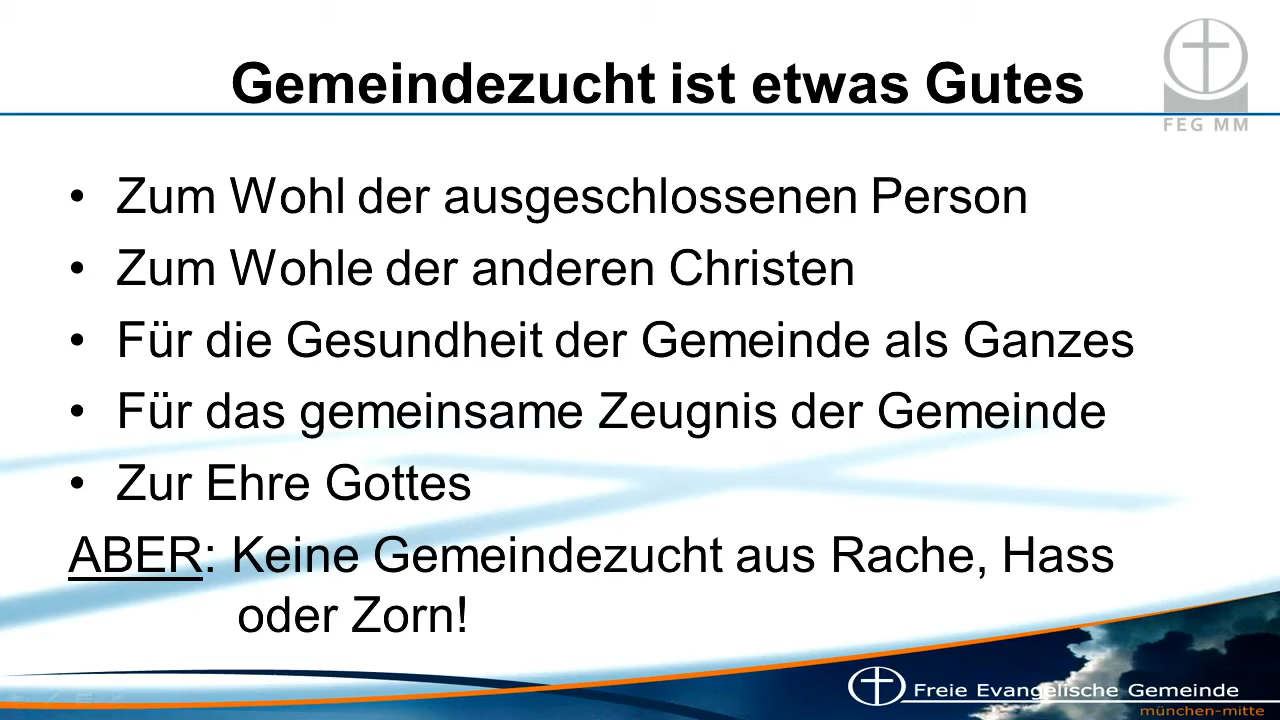 Gemeindezucht ist etwas Gutes
FEG MM
• Zum Wohl der ausgeschlossenen Person
• Zum Wohle der anderen Christen
• Für die Gesundheit der Gemeinde als Ganzes
• Für das gemeinsame Zeugnis der Gemeinde
• Zur Ehre Gottes
ABER: Keine Gemeindezucht aus Rache, Hass
oder Zorn!
Freie Evangelische Gemeinde
münchen-mitte